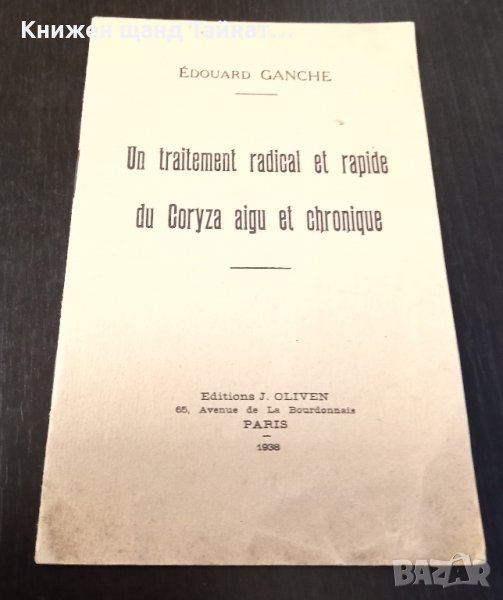 Книжен щанд Тайнат...
ÉDOUARD GANCHE
Un traitement radical et rapide
du Coryza aigu et chronique
Editions J. OLIVEN
65, Avenue de La Bourdonnais
PARIS
1938
BAZAR